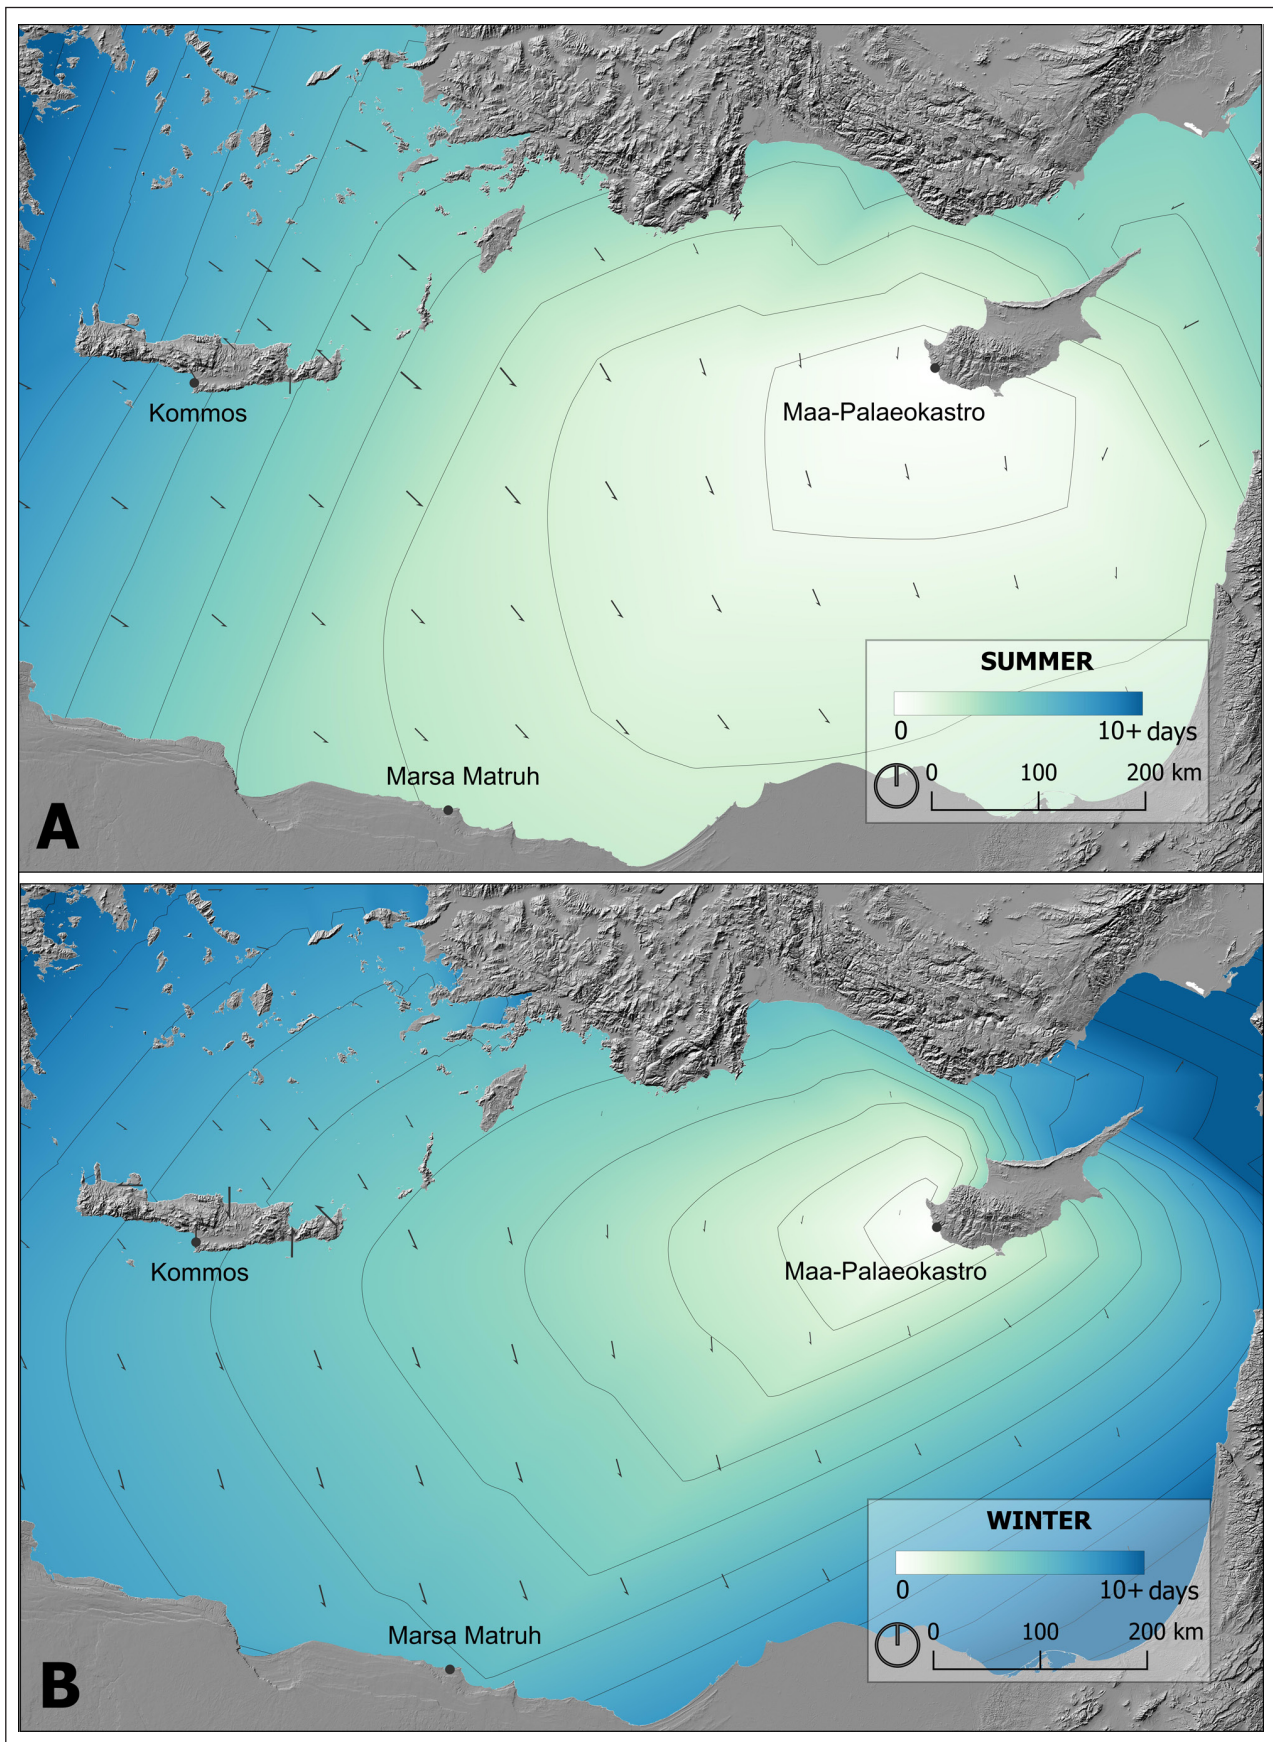 Kommos
Maa-Palaeokastro
SUMMER
0 10+ days
0 100 200 km
Marsa Matruh
A
Kommos
Maa-Palaeokastro
WINTER
0 10+ days
0 100 200 km
Marsa Matruh
B